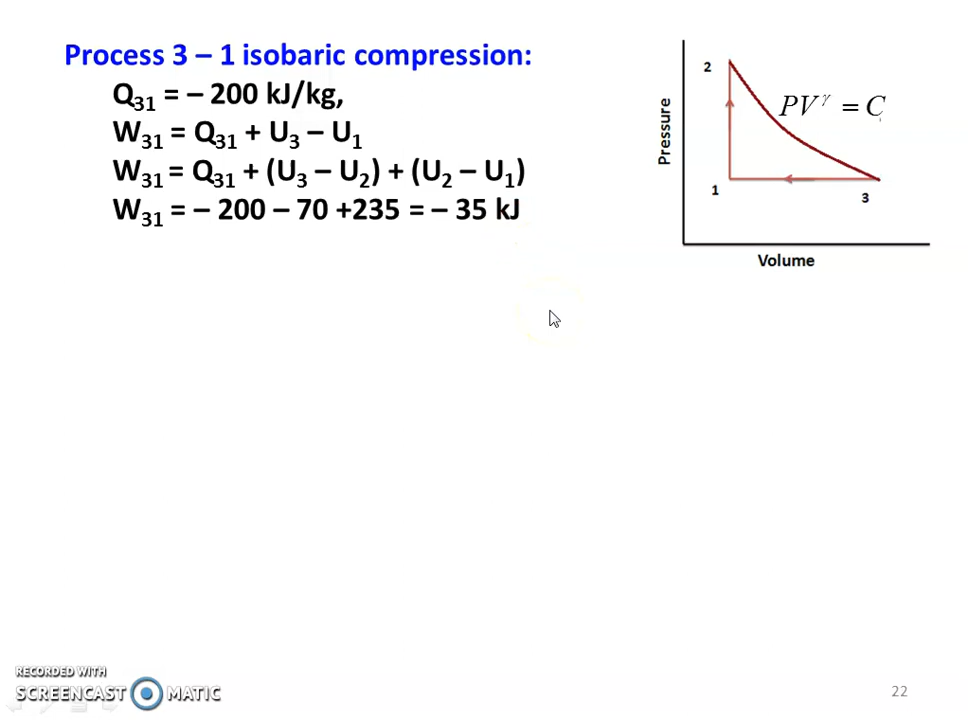 Process 3 – 1 isobaric compression:
Q₃₁ = – 200 kJ/kg,
W₃₁ = Q₃₁ + U₃ – U₁
W₃₁ = Q₃₁ + (U₃ – U₂) + (U₂ – U₁)
W₃₁ = – 200 – 70 +235 = – 35 kJ
Pressure
2
PVᵞ = C
1
3
Volume
RECORDED WITH
SCREENCAST MATIC
22